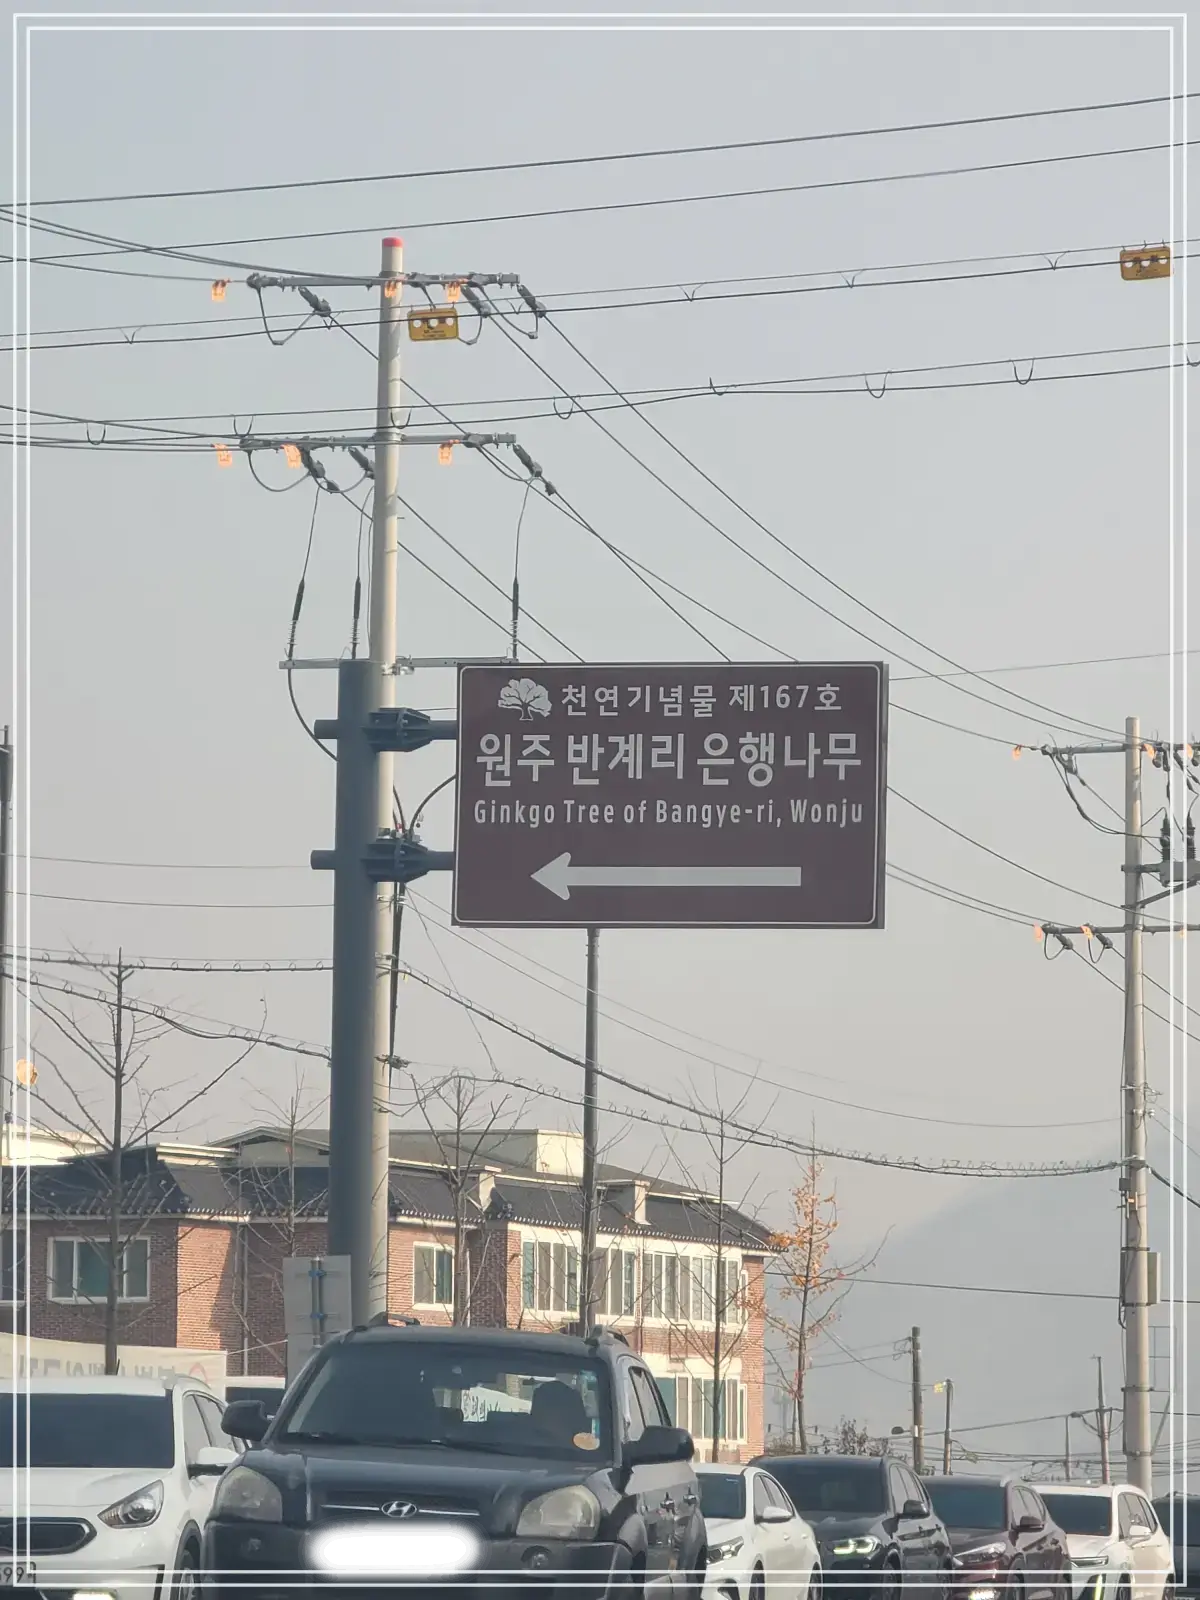 천연기념물 제167호
원주 반계리 은행나무
Ginkgo Tree of Bangye-ri, Wonju